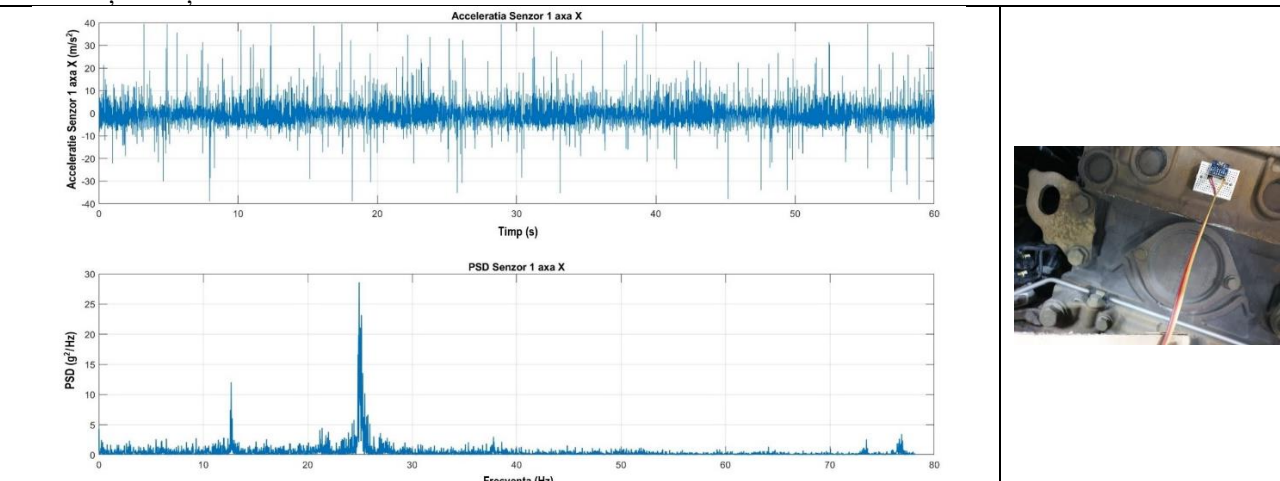 Acceleratia Senzor 1 axa X
Acceleratie Senzor 1 axa X (m/s²)
40
30
20
10
0
-10
-20
-30
-40
0 10 20 30 40 50 60
Timp (s)
PSD Senzor 1 axa X
PSD (g²/Hz)
30
25
20
15
10
5
0
0 10 20 30 40 50 60 70 80
Frecventa (Hz)